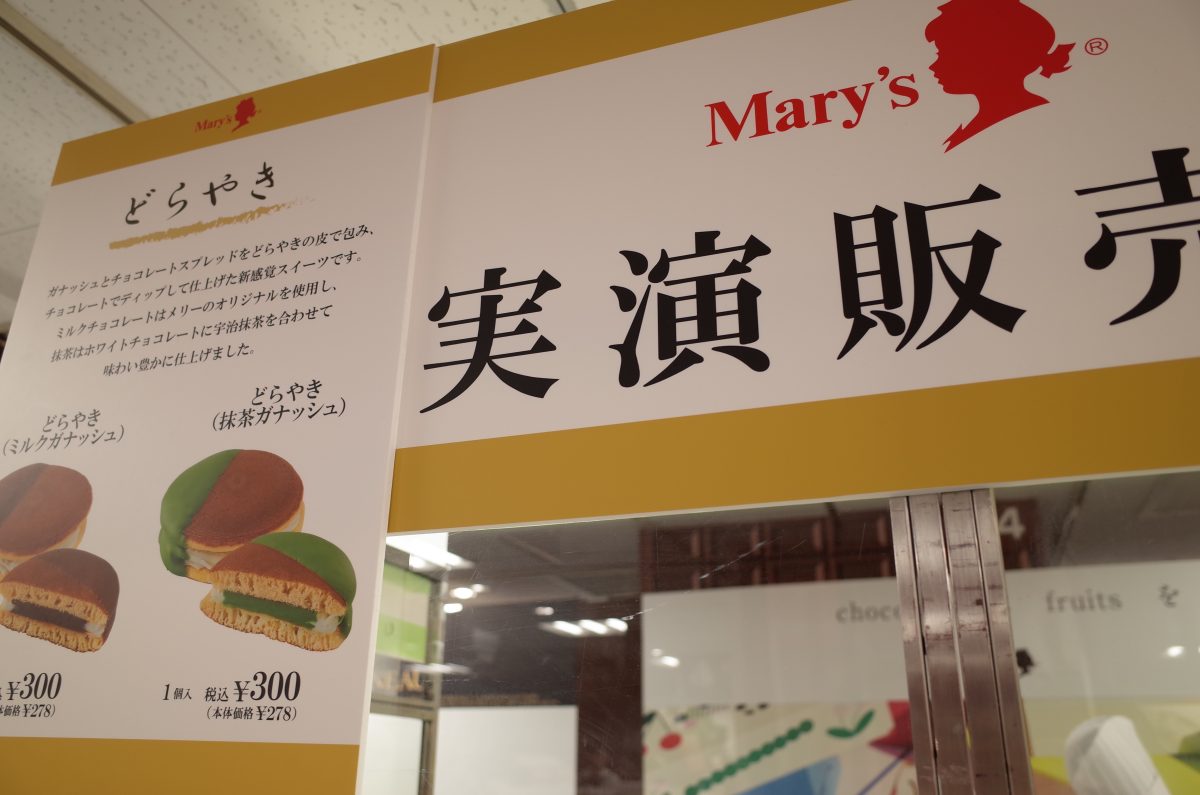 Mary's
どらやき
ガナッシュとチョコレートスプレッドをどらやきの皮で包み、
チョコレートでディップして仕上げた新感覚スイーツです。
ミルクチョコレートはメリーのオリジナルを使用し、
抹茶はホワイトチョコレートに宇治抹茶を合わせて
味わい豊かに仕上げました。
どらやき
(ミルクガナッシュ)
¥300
¥278)
どらやき
(抹茶ガナッシュ)
1個入 税込 ¥300
(本体価格 ¥278)
Mary's ®
実演販売
4
fruits を